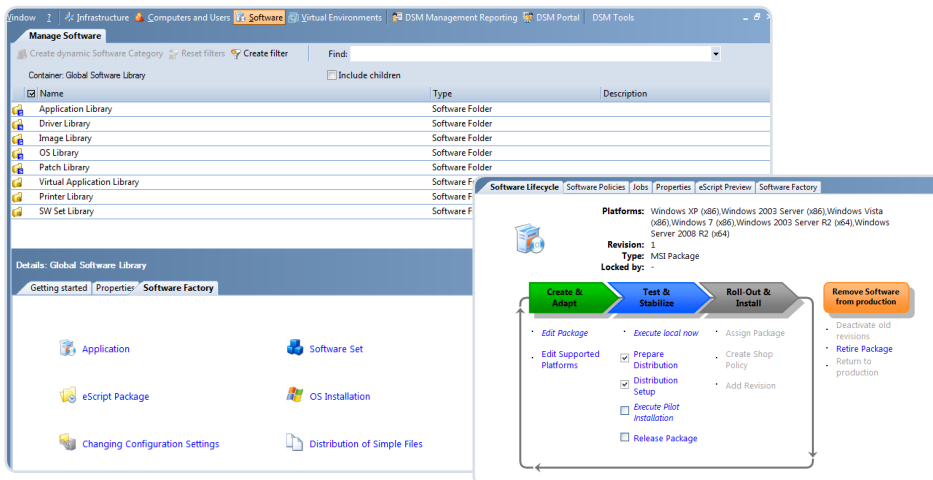 Window ? Infrastructure Computers and Users Software Virtual Environments DSM Management Reporting DSM Portal DSM Tools
Manage Software
Create dynamic Software Category Reset filters Create filter Find:
Container: Global Software Library Include children
Name Type Description
Application Library Software Folder
Driver Library Software Folder
Image Library Software Folder
OS Library Software Folder
Patch Library Software Folder
Virtual Application Library Software F
Printer Library Software F
SW Set Library Software F
Details: Global Software Library
Getting started Properties Software Factory
Application Software Set
eScript Package OS Installation
Changing Configuration Settings Distribution of Simple Files
Software Lifecycle Software Policies Jobs Properties eScript Preview Software Factory
Platforms: Windows XP (x86),Windows 2003 Server (x86),Windows Vista
(x86),Windows 7 (x86),Windows 2003 Server R2 (x64),Windows
Server 2008 R2 (x64)
Revision: 1
Type: MSI Package
Locked by: -
Create &
Adapt
Test &
Stabilize
Roll-Out &
Install
Remove Software
from production
Edit Package
Edit Supported
Platforms
Execute local now
Prepare
Distribution
Distribution
Setup
Execute Pilot
Installation
Release Package
Assign Package
Create Shop
Policy
Add Revision
Deactivate old
revisions
Retire Package
Return to
production